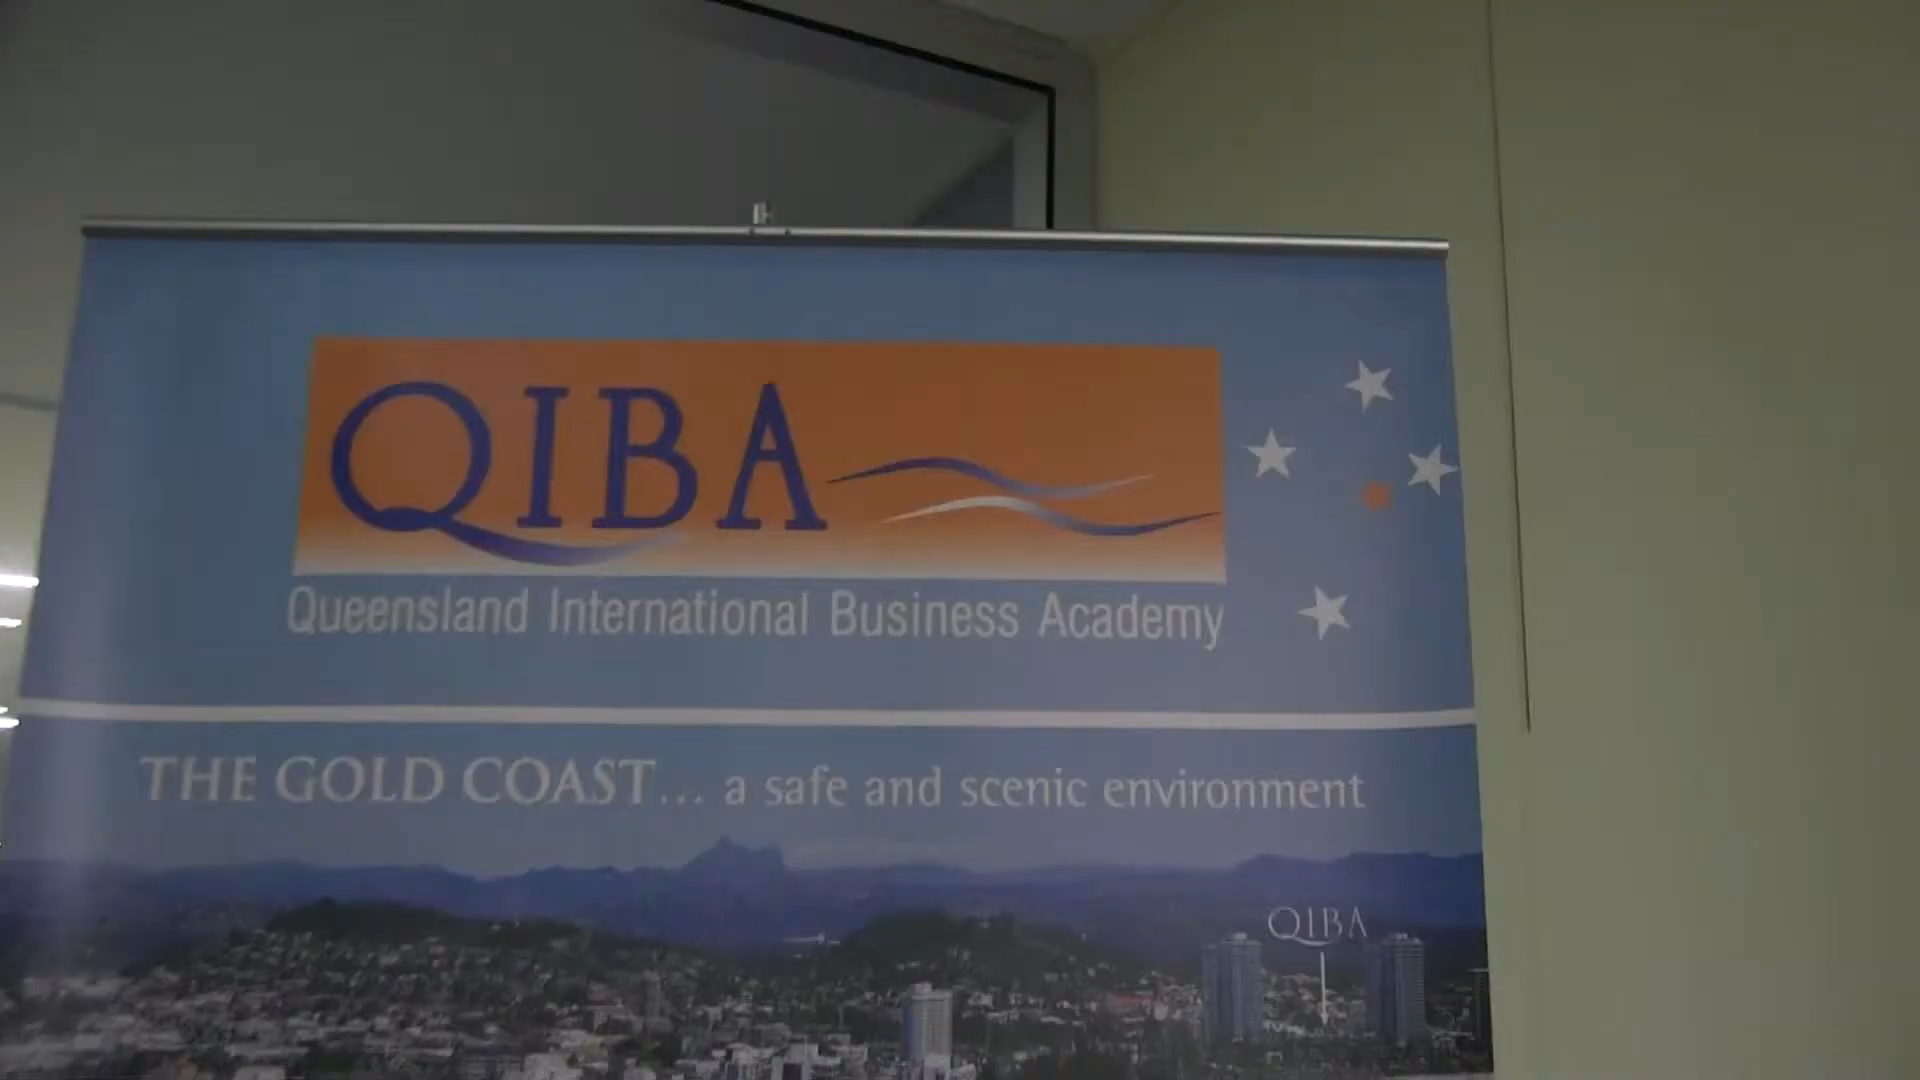 QIBA
Queensland International Business Academy
THE GOLD COAST... a safe and scenic environment
QIBA